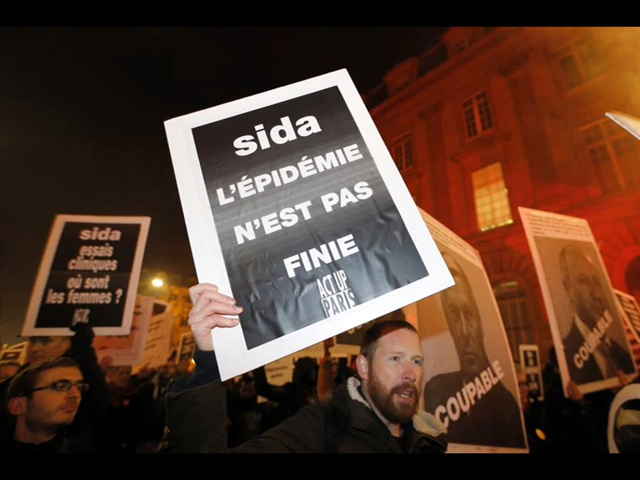 sida
L'ÉPIDÉMIE
N'EST PAS
FINIE
ACT UP
PARIS
sida
essais
cliniques
où sont
les femmes ?
COUPABLE
COUPABLE